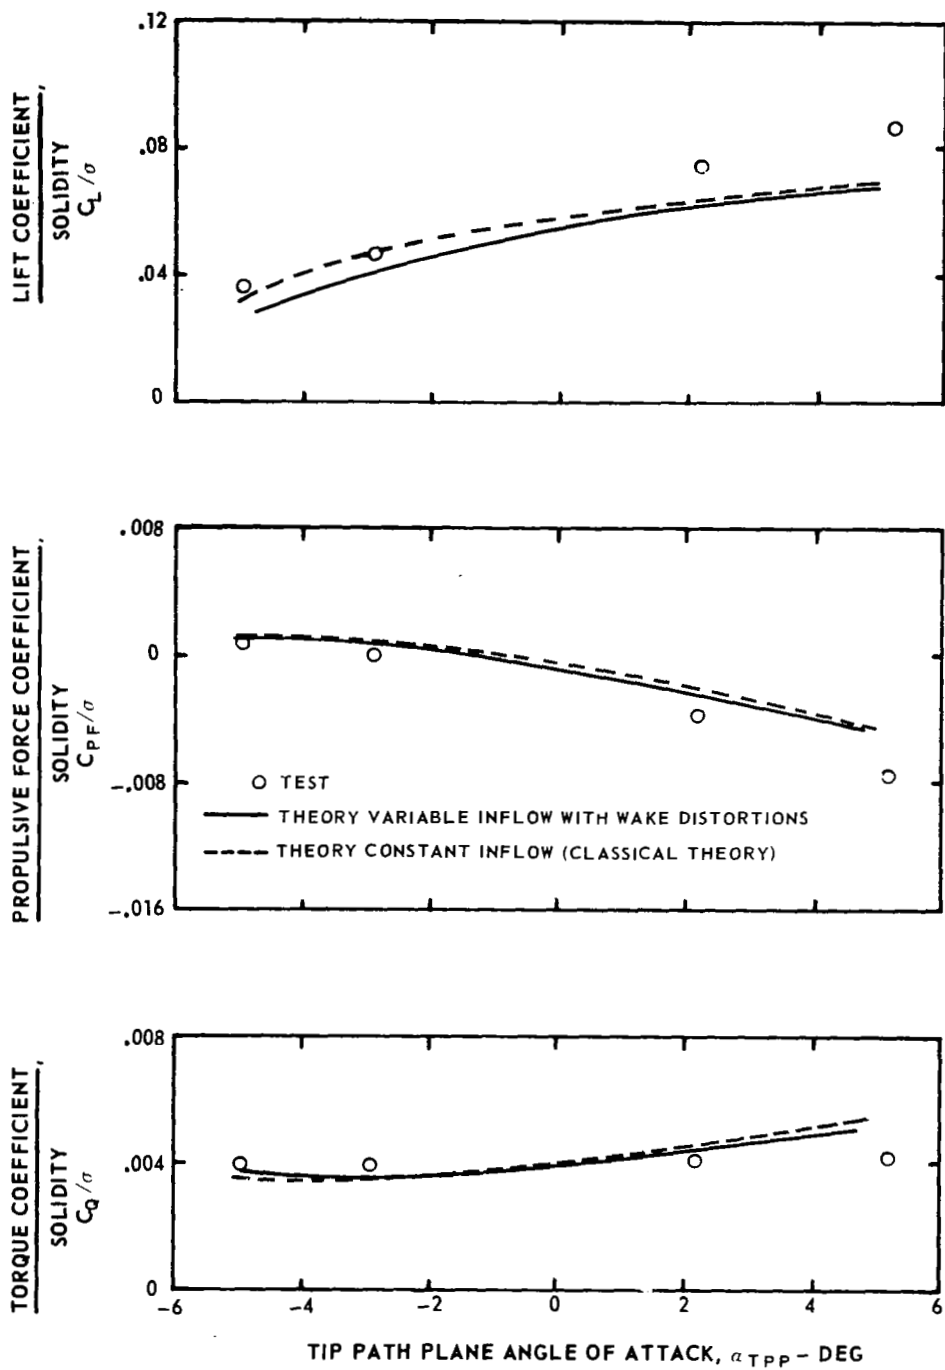 LIFT COEFFICIENT,
SOLIDITY
C_L/σ
.12
.08
.04
0
PROPULSIVE FORCE COEFFICIENT,
SOLIDITY
C_PF/σ
.008
0
-.008
-.016
TEST
THEORY VARIABLE INFLOW WITH WAKE DISTORTIONS
THEORY CONSTANT INFLOW (CLASSICAL THEORY)
TORQUE COEFFICIENT,
SOLIDITY
C_Q/σ
.008
.004
0
-6 -4 -2 0 2 4 6
TIP PATH PLANE ANGLE OF ATTACK, α_TPP - DEG